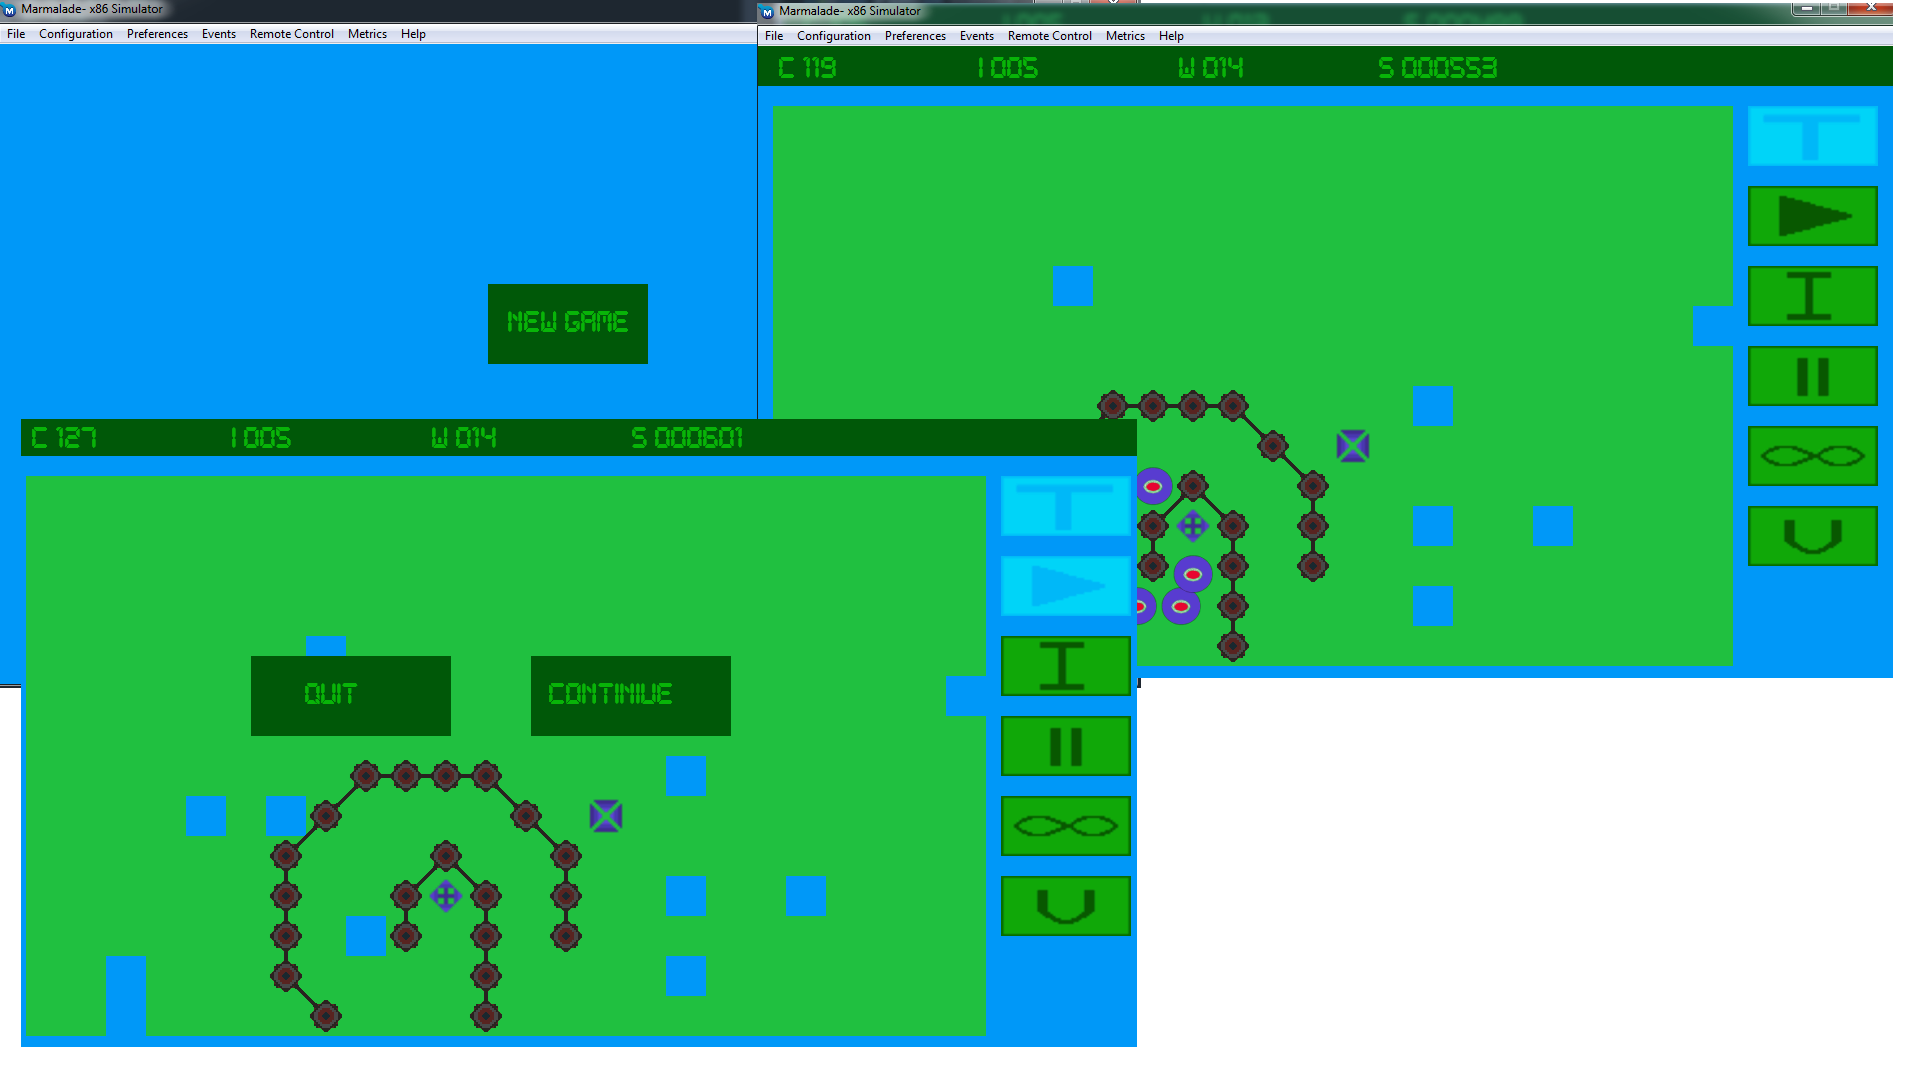 Marmalade- x86 Simulator
File Configuration Preferences Events Remote Control Metrics Help
NEW GAME
Marmalade- x86 Simulator
File Configuration Preferences Events Remote Control Metrics Help
C 119 I 005 W 014 S 000553
T
I
U
C 127 I 005 W 014 S 000601
T
QUIT CONTINIUE
I
U